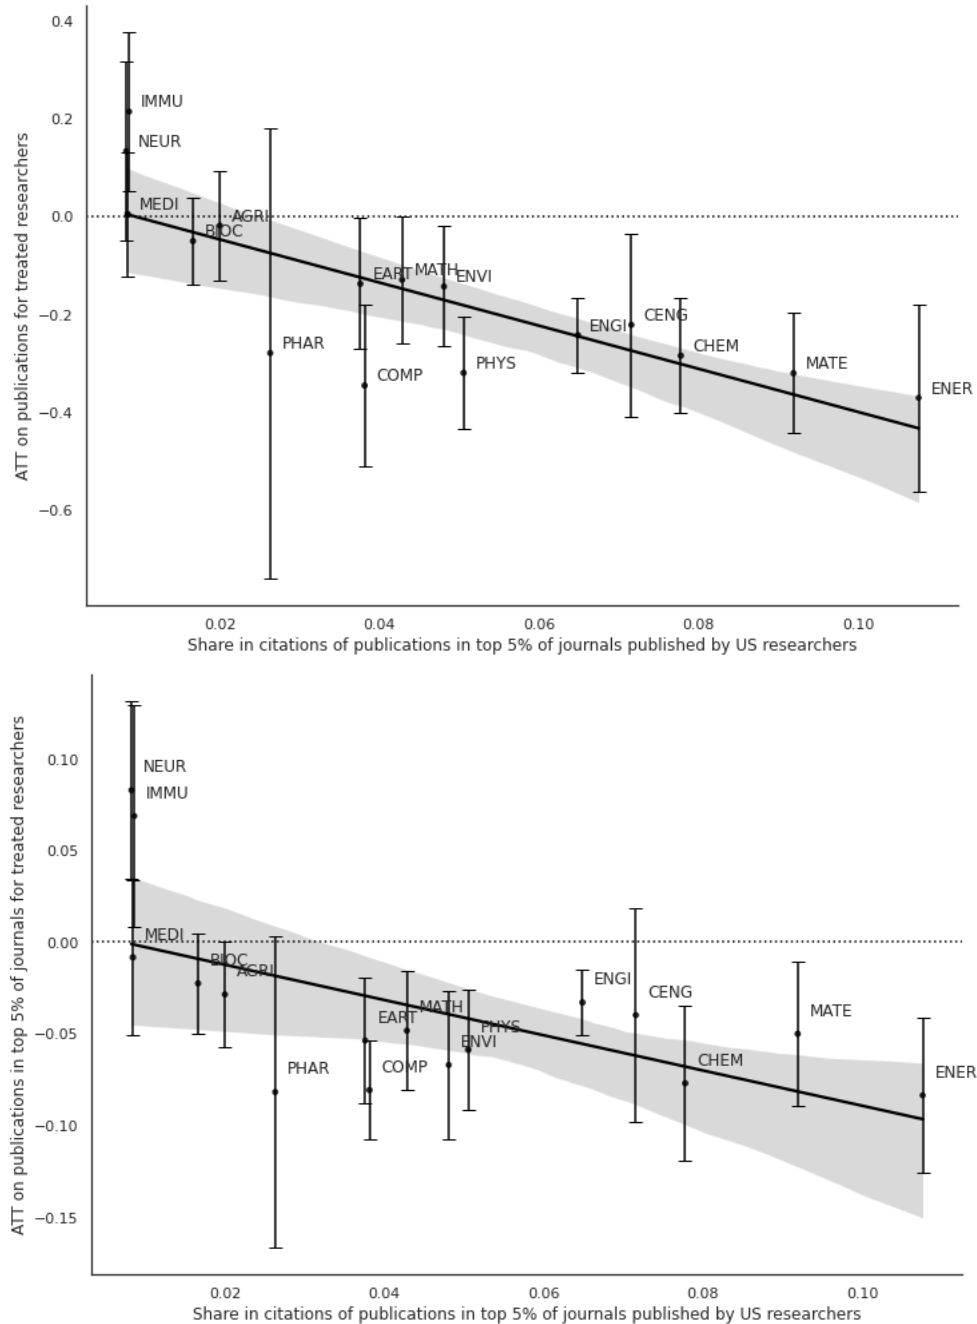 0.4
0.2
0.0
−0.2
−0.4
−0.6
ATT on publications for treated researchers
IMMU
NEUR
MEDI
BIOC
AGRI
PHAR
EART
COMP
MATH
ENVI
PHYS
ENGI
CENG
CHEM
MATE
ENER
0.02 0.04 0.06 0.08 0.10
Share in citations of publications in top 5% of journals published by US researchers
0.10
0.05
0.00
−0.05
−0.10
−0.15
ATT on publications in top 5% of journals for treated researchers
NEUR
IMMU
MEDI
BIOC
AGRI
PHAR
EART
COMP
MATH
ENVI
PHYS
ENGI
CENG
CHEM
MATE
ENER
0.02 0.04 0.06 0.08 0.10
Share in citations of publications in top 5% of journals published by US researchers